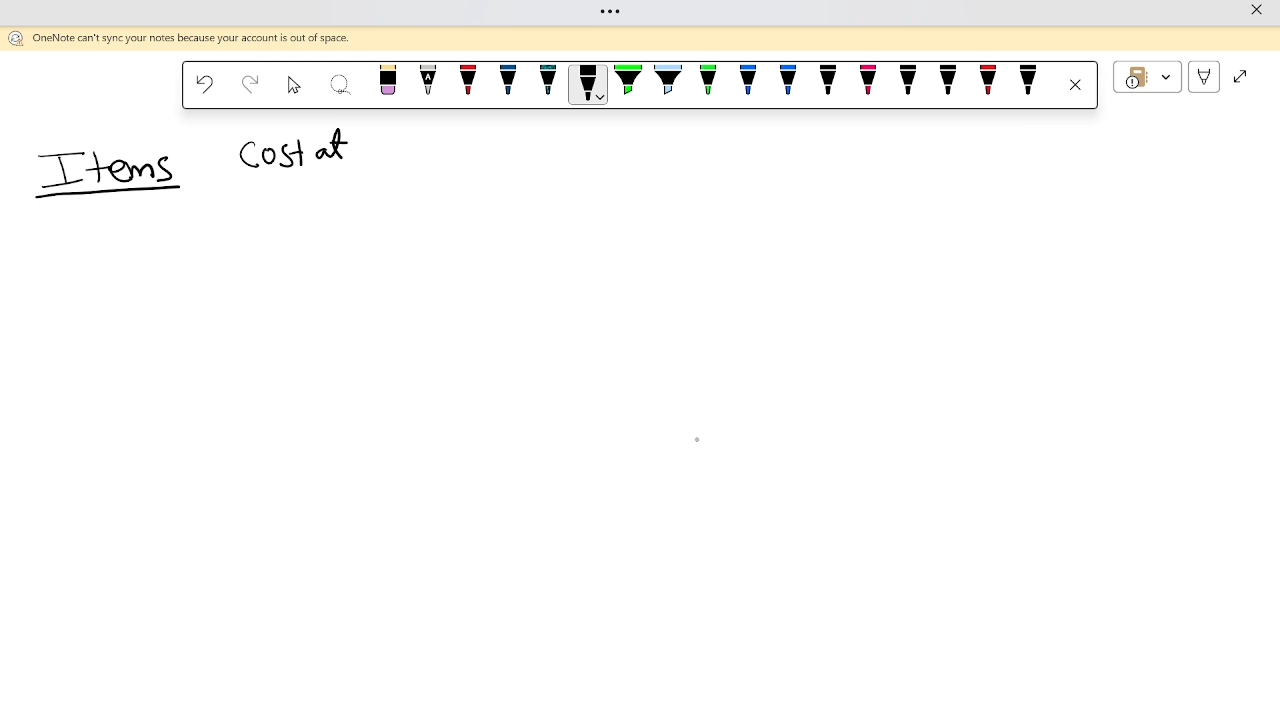 OneNote can't sync your notes because your account is out of space.
A
Items cost at